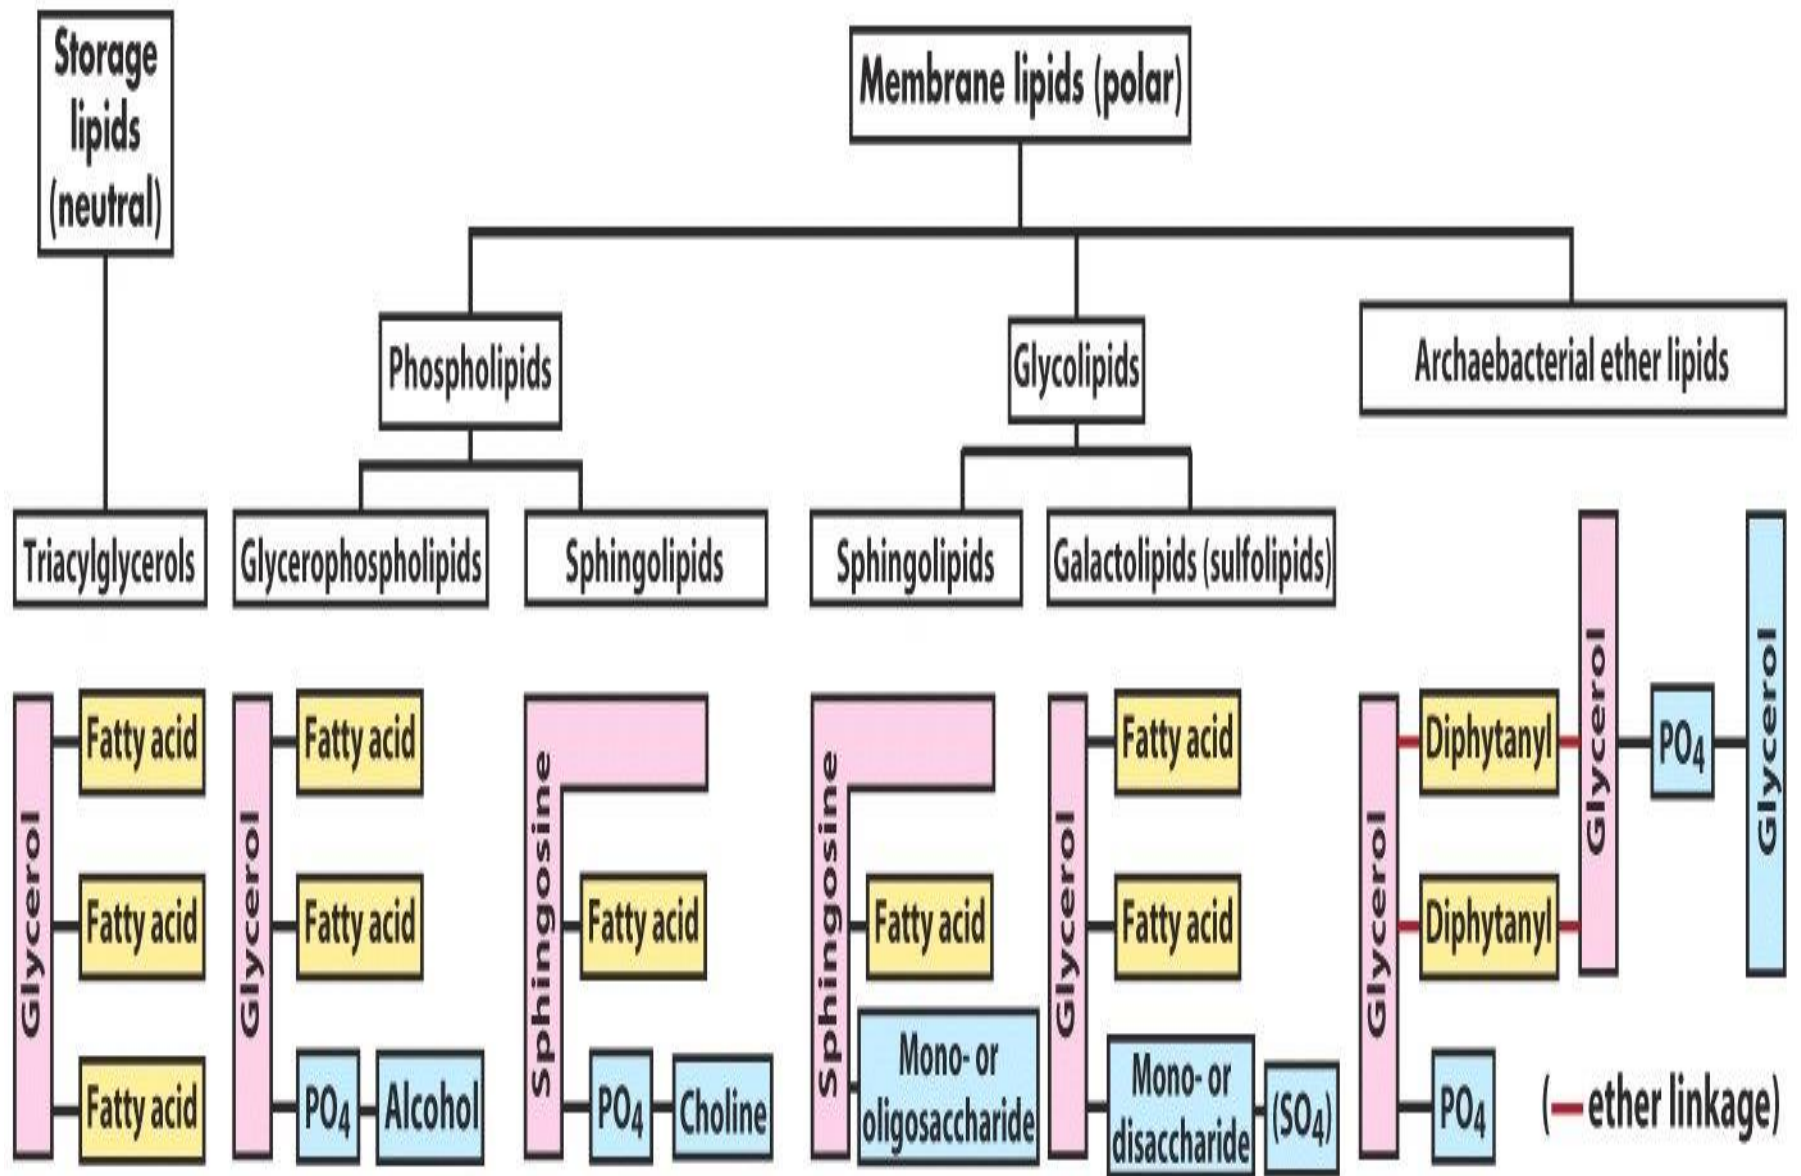 Storage
lipids
(neutral)
Membrane lipids (polar)
Phospholipids
Glycolipids
Archaebacterial ether lipids
Triacylglycerols
Glycerophospholipids
Sphingolipids
Sphingolipids
Galactolipids (sulfolipids)
Glycerol
Fatty acid
Fatty acid
Fatty acid
Glycerol
Fatty acid
Fatty acid
PO4
Alcohol
Sphingosine
Fatty acid
PO4
Choline
Sphingosine
Fatty acid
Mono- or
oligosaccharide
Glycerol
Fatty acid
Fatty acid
Mono- or
disaccharide
(SO4)
Glycerol
Diphytanyl
Diphytanyl
PO4
Glycerol
PO4
Glycerol
(— ether linkage)